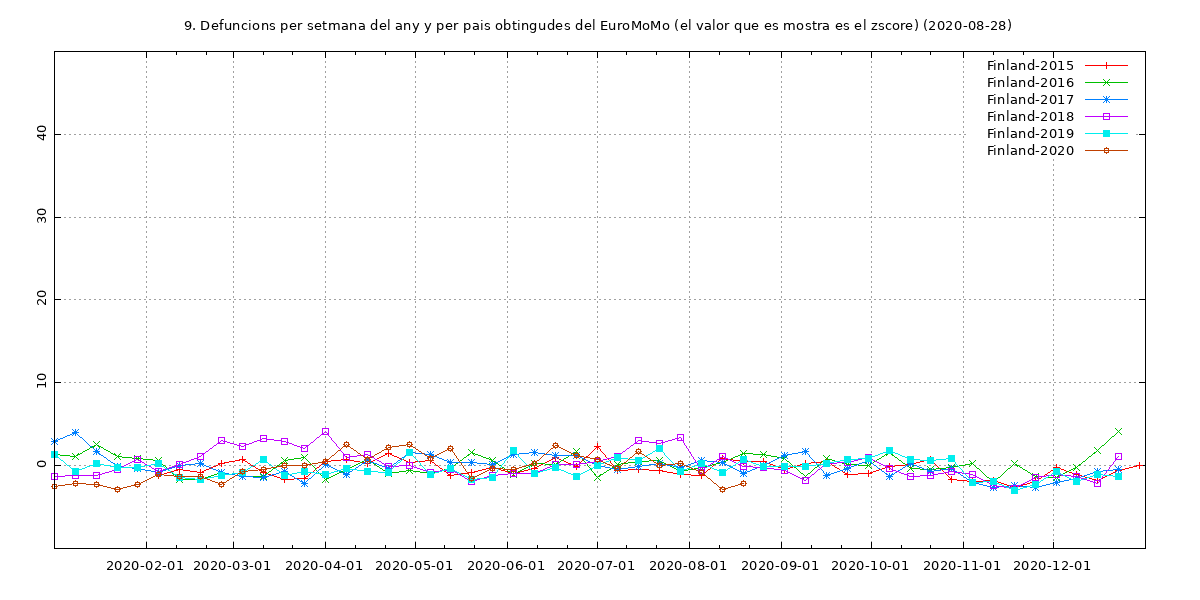 9. Defuncions per setmana del any y per pais obtingudes del EuroMoMo (el valor que es mostra es el zscore) (2020-08-28)
Finland-2015
Finland-2016
Finland-2017
Finland-2018
Finland-2019
Finland-2020
40
30
20
10
0
2020-02-01 2020-03-01 2020-04-01 2020-05-01 2020-06-01 2020-07-01 2020-08-01 2020-09-01 2020-10-01 2020-11-01 2020-12-01